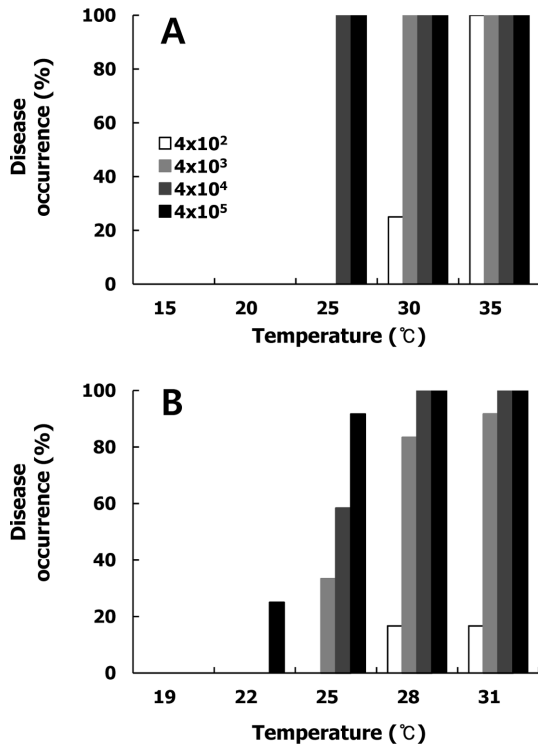 A
Disease
occurrence (%)
100
80
60
40
20
0
4x10²
4x10³
4x10⁴
4x10⁵
15 20 25 30 35
Temperature (℃)
B
Disease
occurrence (%)
100
80
60
40
20
0
19 22 25 28 31
Temperature (℃)